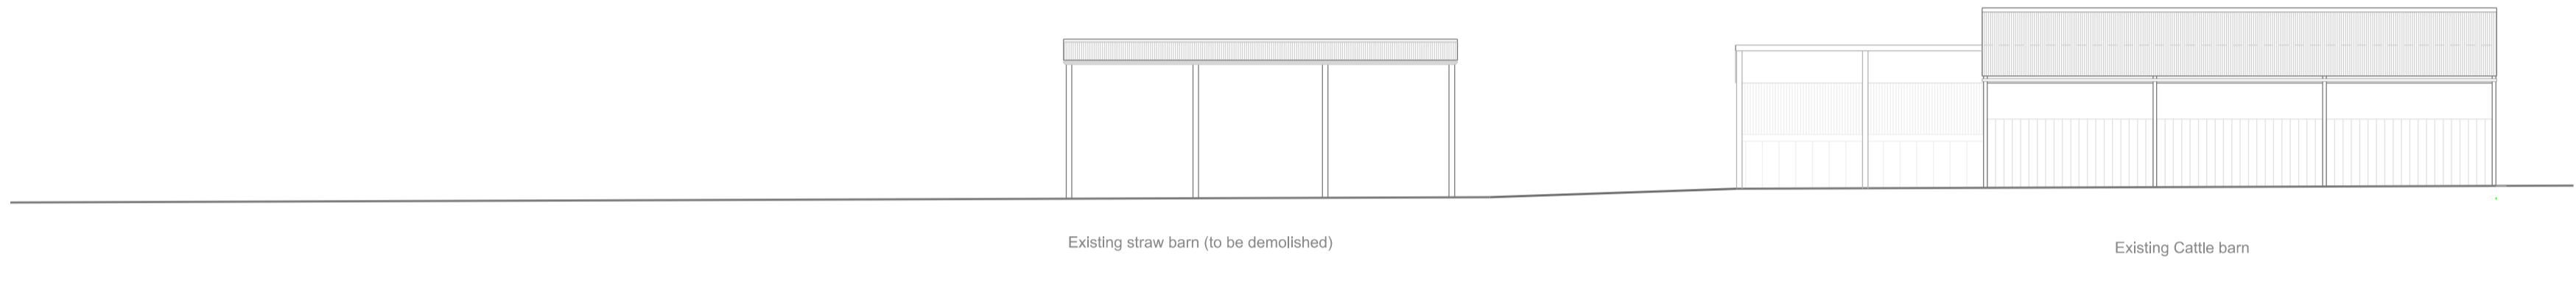 Existing straw barn (to be demolished)
Existing Cattle barn